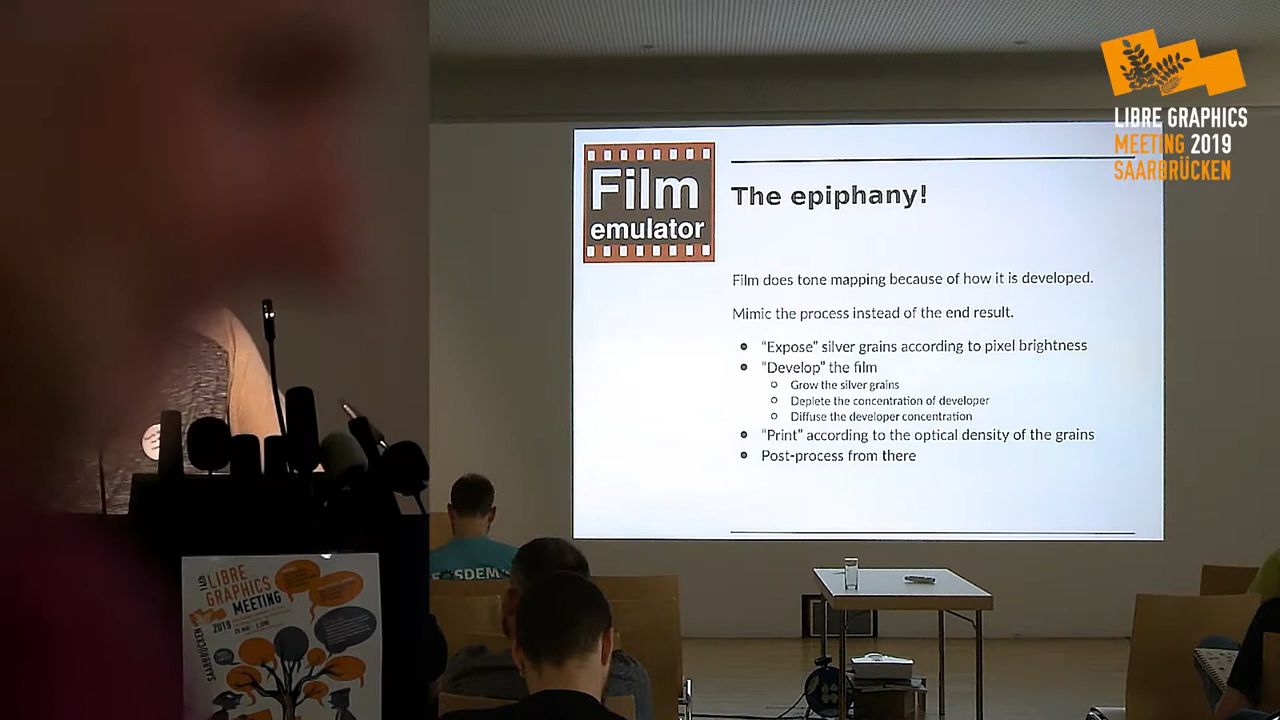 LIBRE GRAPHICS
MEETING 2019
SAARBRÜCKEN
Film
emulator
The epiphany!
Film does tone mapping because of how it is developed.
Mimic the process instead of the end result.
“Expose” silver grains according to pixel brightness
“Develop” the film
Grow the silver grains
Deplete the concentration of developer
Diffuse the developer concentration
“Print” according to the optical density of the grains
Post-process from there
LIBRE
GRAPHICS
MEETING
2019
SAARBRÜCKEN